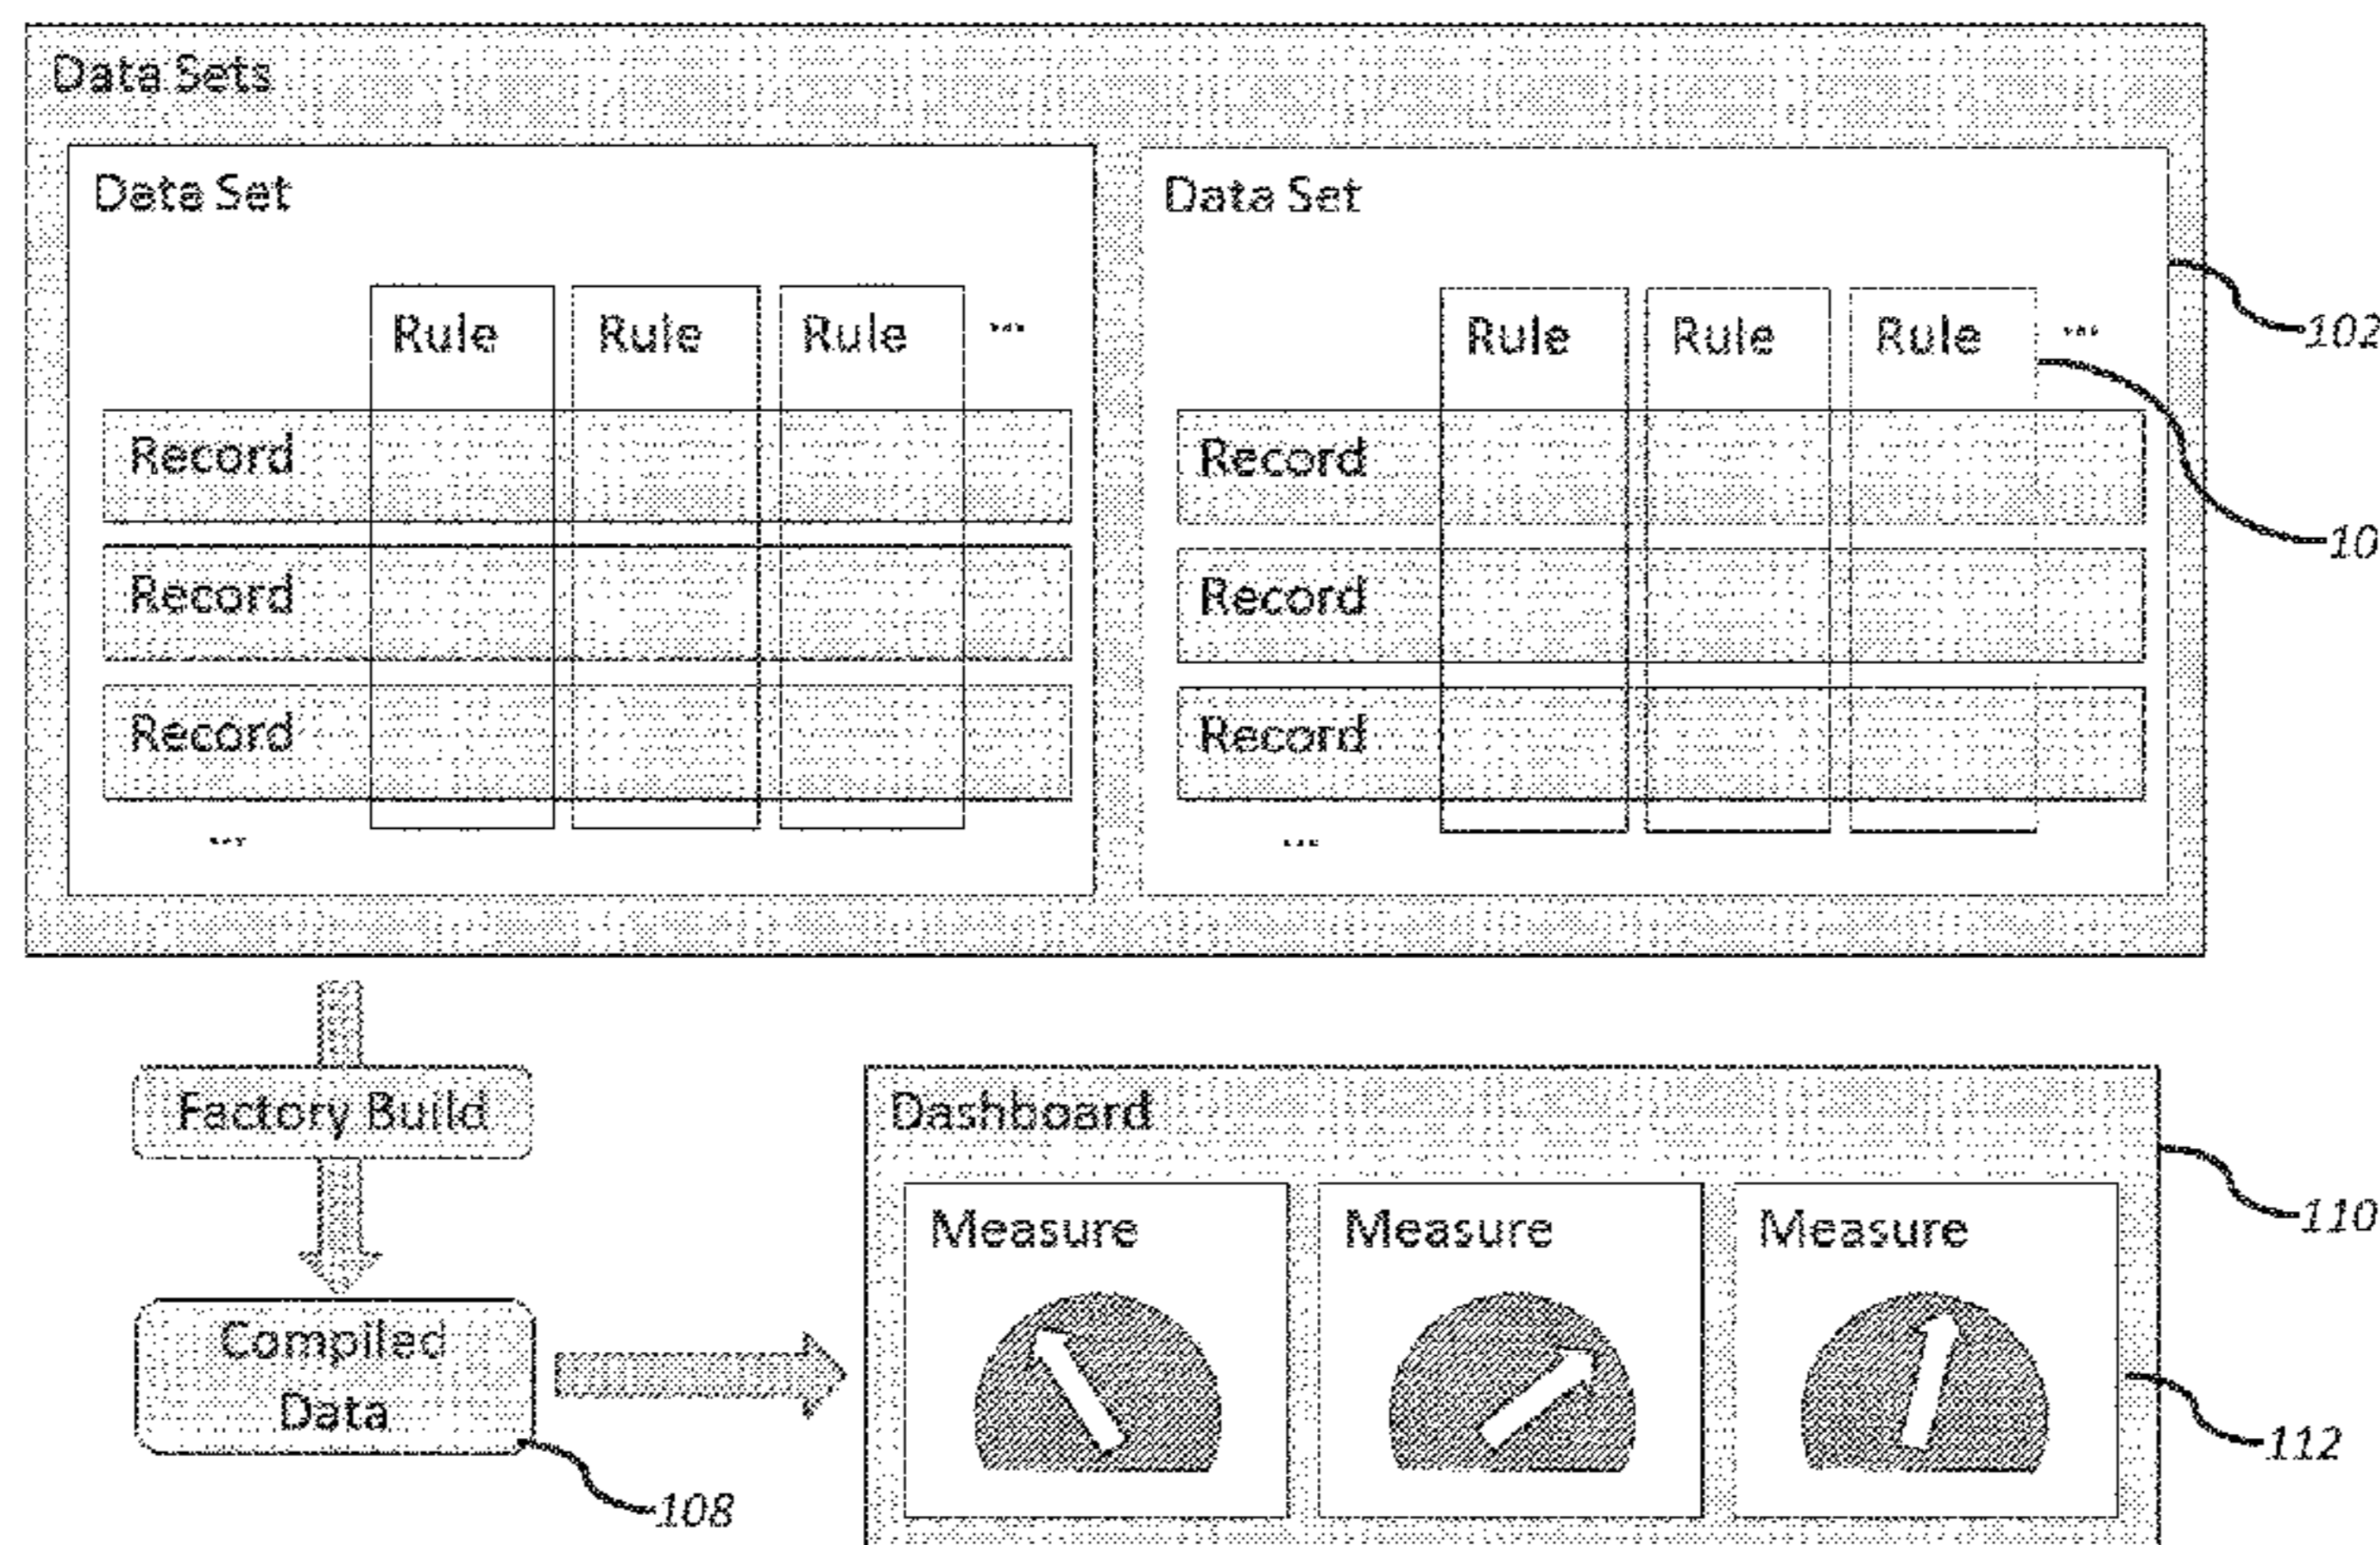 Data Sets
Data Set
Rule Rule Rule ...
Record
Record
Record
...
Data Set
Rule Rule Rule ...
Record
Record
Record
...
102
10
Factory Build
Compiled
Data
108
Dashboard
Measure Measure Measure
110
112